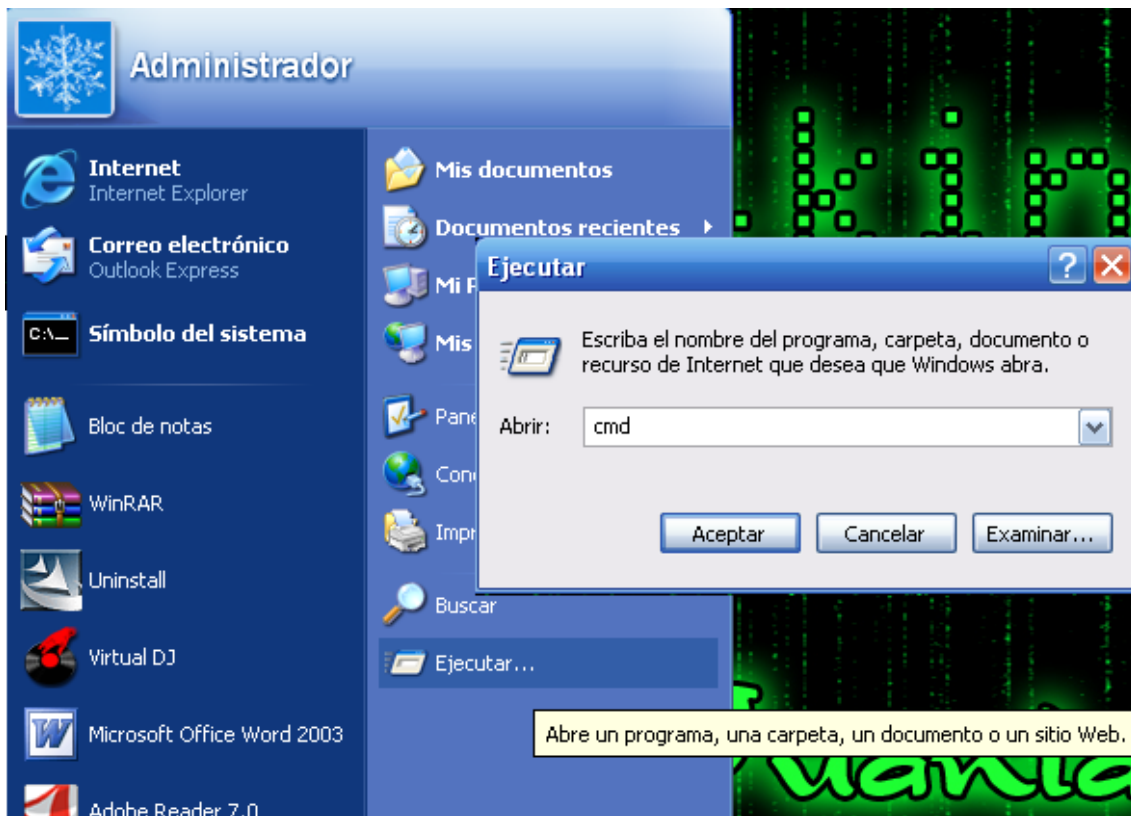 Administrador
Internet
Internet Explorer
Correo electrónico
Outlook Express
C:\_
Símbolo del sistema
Bloc de notas
WinRAR
Uninstall
Virtual DJ
Microsoft Office Word 2003
Adobe Reader 7.0
Mis documentos
Documentos recientes
Mi
Mis
Buscar
Ejecutar...
Ejecutar
Escriba el nombre del programa, carpeta, documento o
recurso de Internet que desea que Windows abra.
Abrir:
cmd
Aceptar
Cancelar
Examinar...
Abre un programa, una carpeta, un documento o un sitio Web.